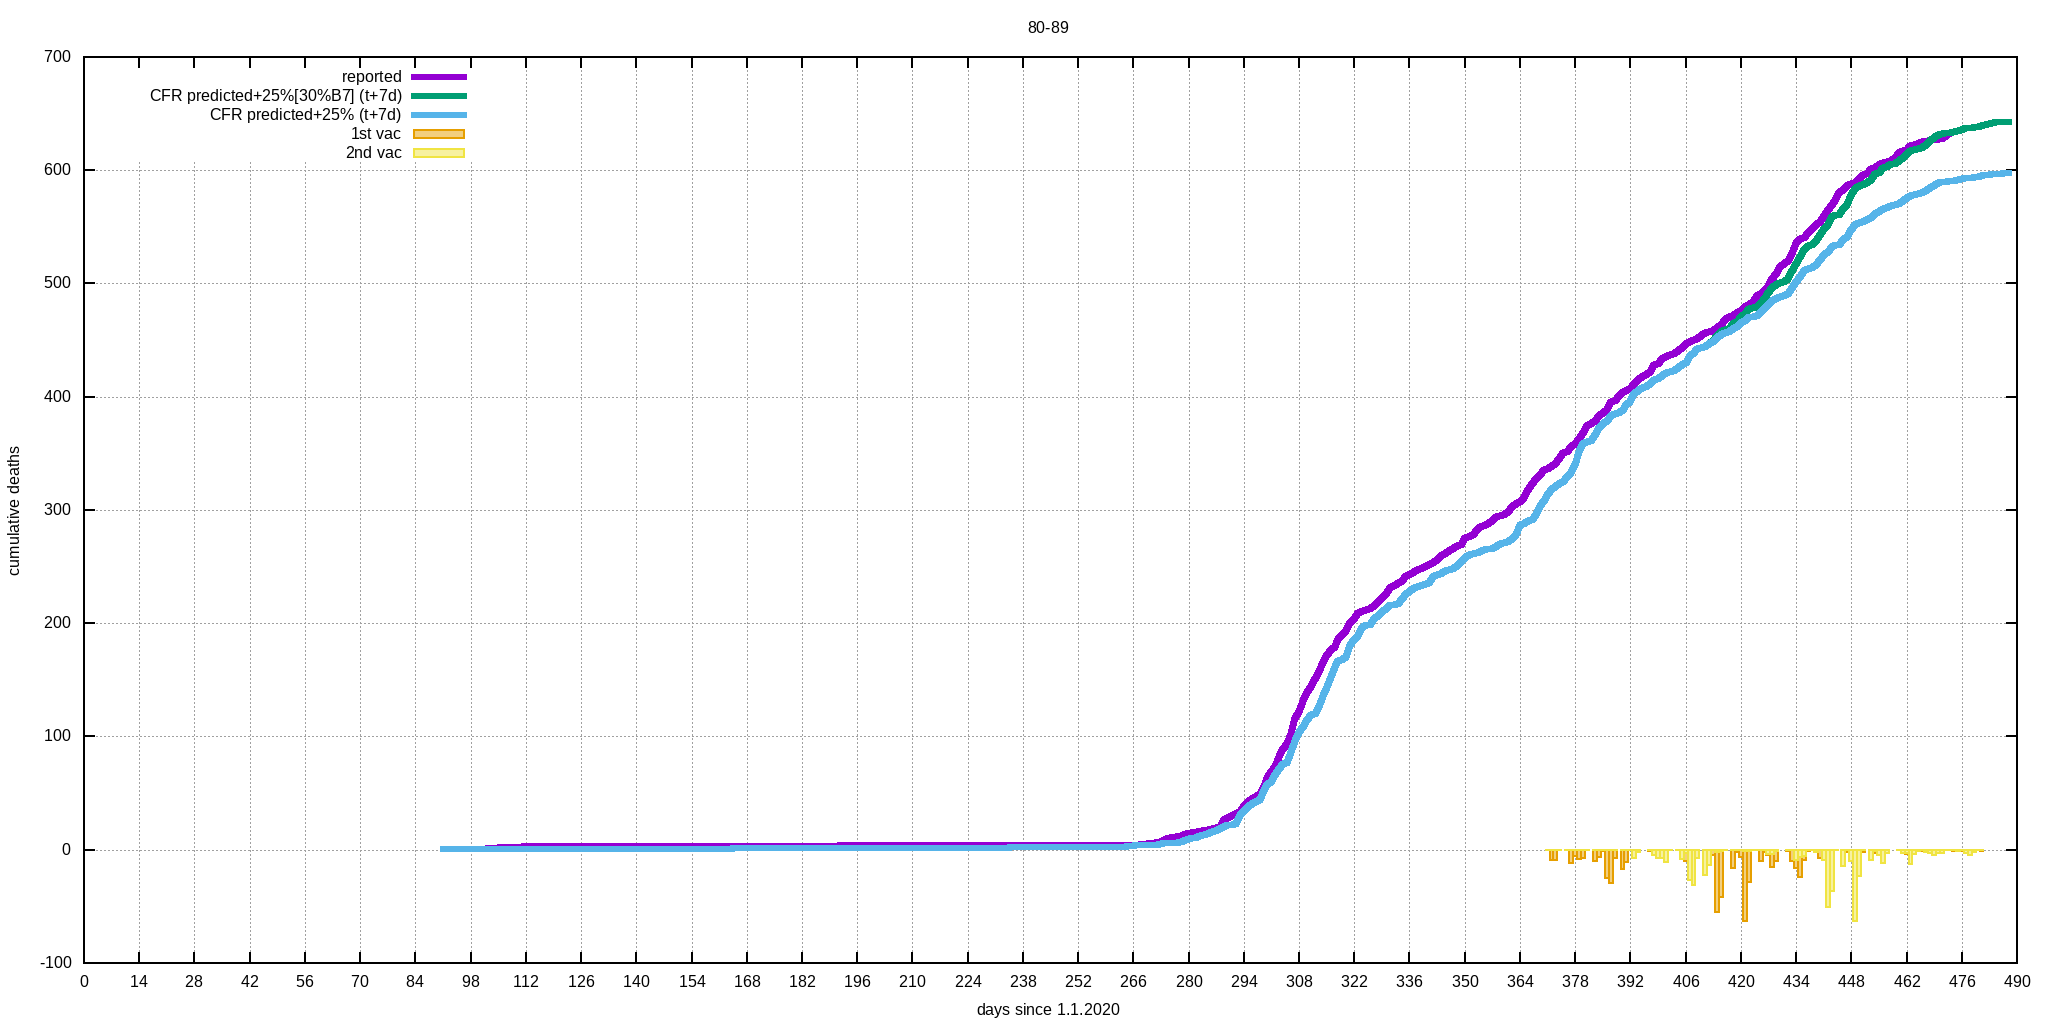 80-89
700
600
500
400
300
200
100
0
-100
cumulative deaths
reported
CFR predicted+25%[30%B7] (t+7d)
CFR predicted+25% (t+7d)
1st vac
2nd vac
0 14 28 42 56 70 84 98 112 126 140 154 168 182 196 210 224 238 252 266 280 294 308 322 336 350 364 378 392 406 420 434 448 462 476 490
days since 1.1.2020